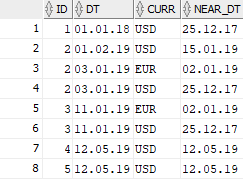 ID DT CURR NEAR_DT
1 1 01.01.18 USD 25.12.17
2 2 01.02.19 USD 15.01.19
3 2 03.01.19 EUR 02.01.19
4 2 03.01.19 USD 25.12.17
5 3 11.01.19 EUR 02.01.19
6 3 11.01.19 USD 25.12.17
7 4 12.05.19 USD 12.05.19
8 5 12.05.19 USD 12.05.19